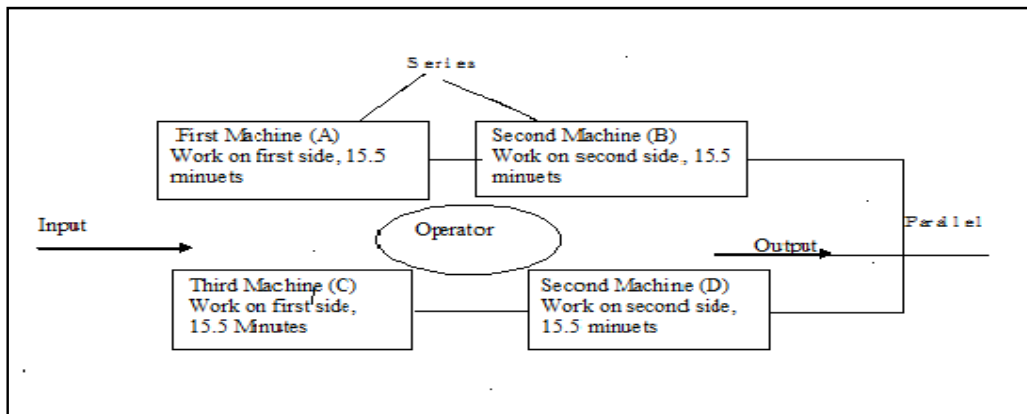 Series
First Machine (A)
Work on first side, 15.5
minuets
Second Machine (B)
Work on second side., 15.5
minuets
Input
Operator
Output
Parallel
Third Machine (C)
Work on first side,
15.5 Minutes
Second Machine (D)
Work on second side,
15.5 minuets